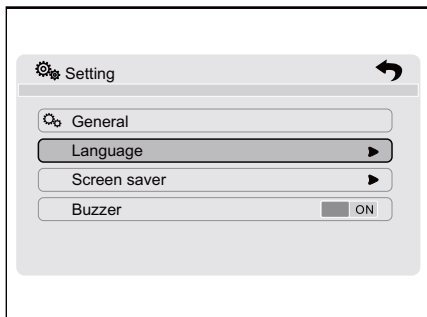 Setting
General
Language
Screen saver
Buzzer ON